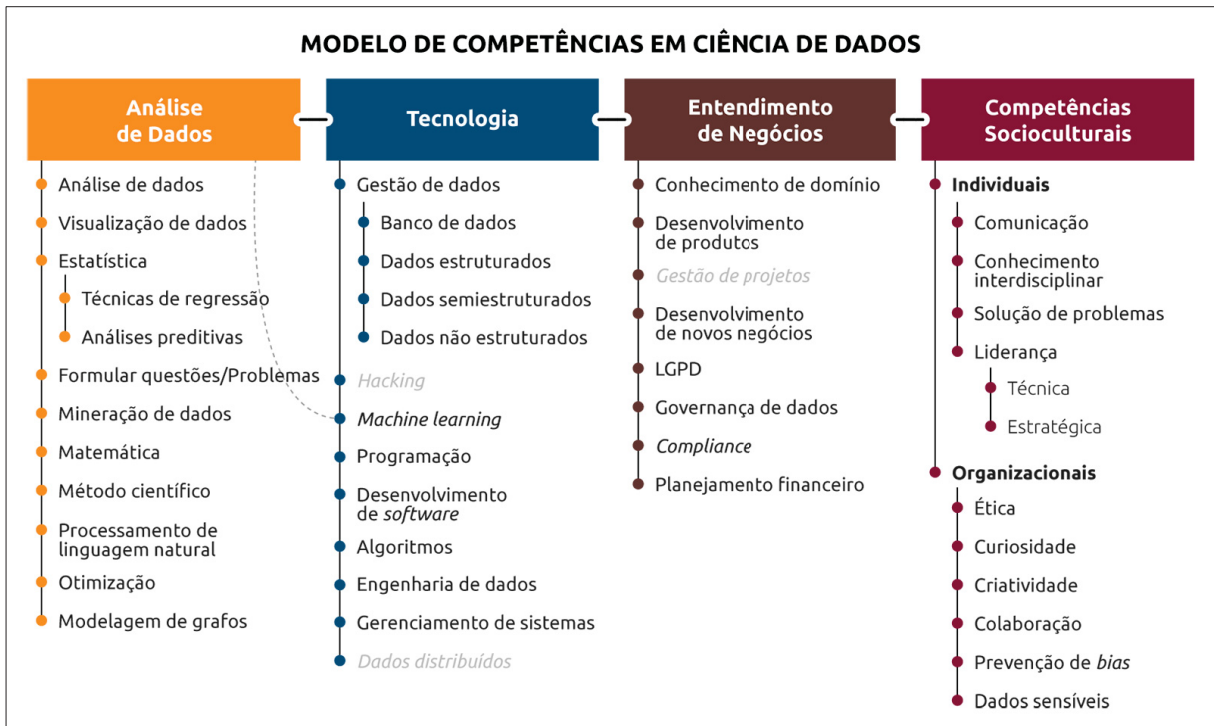 MODELO DE COMPETÊNCIAS EM CIÊNCIA DE DADOS
Análise
de Dados
Análise de dados
Visualização de dados
Estatística
Técnicas de regressão
Análises preditivas
Formular questões/Problemas
Mineração de dados
Matemática
Método científico
Processamento de
linguagem natural
Otimização
Modelagem de grafos
Tecnologia
Gestão de dados
Banco de dados
Dados estruturados
Dados semiestruturados
Dados não estruturados
Hacking
Machine learning
Programação
Desenvolvimento
de software
Algoritmos
Engenharia de dados
Gerenciamento de sistemas
Dados distribuídos
Entendimento
de Negócios
Conhecimento de domínio
Desenvolvimento
de produtos
Gestão de projetos
Desenvolvimento
de novos negócios
LGPD
Governança de dados
Compliance
Planejamento financeiro
Competências
Socioculturais
Individuais
Comunicação
Conhecimento
interdisciplinar
Solução de problemas
Liderança
Técnica
Estratégica
Organizacionais
Ética
Curiosidade
Criatividade
Colaboração
Prevenção de bias
Dados sensíveis